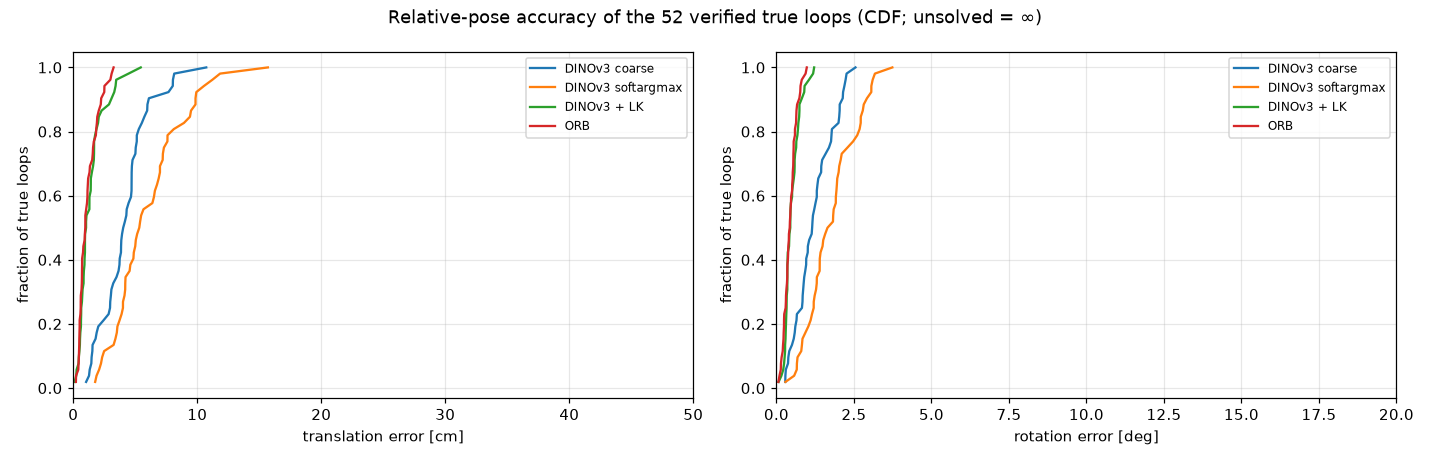 Relative-pose accuracy of the 52 verified true loops (CDF; unsolved = ∞)
1.0
0.8
0.6
0.4
0.2
0.0
fraction of true loops
0
10
20
30
40
50
translation error [cm]
DINOv3 coarse
DINOv3 softargmax
DINOv3 + LK
ORB
1.0
0.8
0.6
0.4
0.2
0.0
fraction of true loops
0.0
2.5
5.0
7.5
10.0
12.5
15.0
17.5
20.0
rotation error [deg]
DINOv3 coarse
DINOv3 softargmax
DINOv3 + LK
ORB